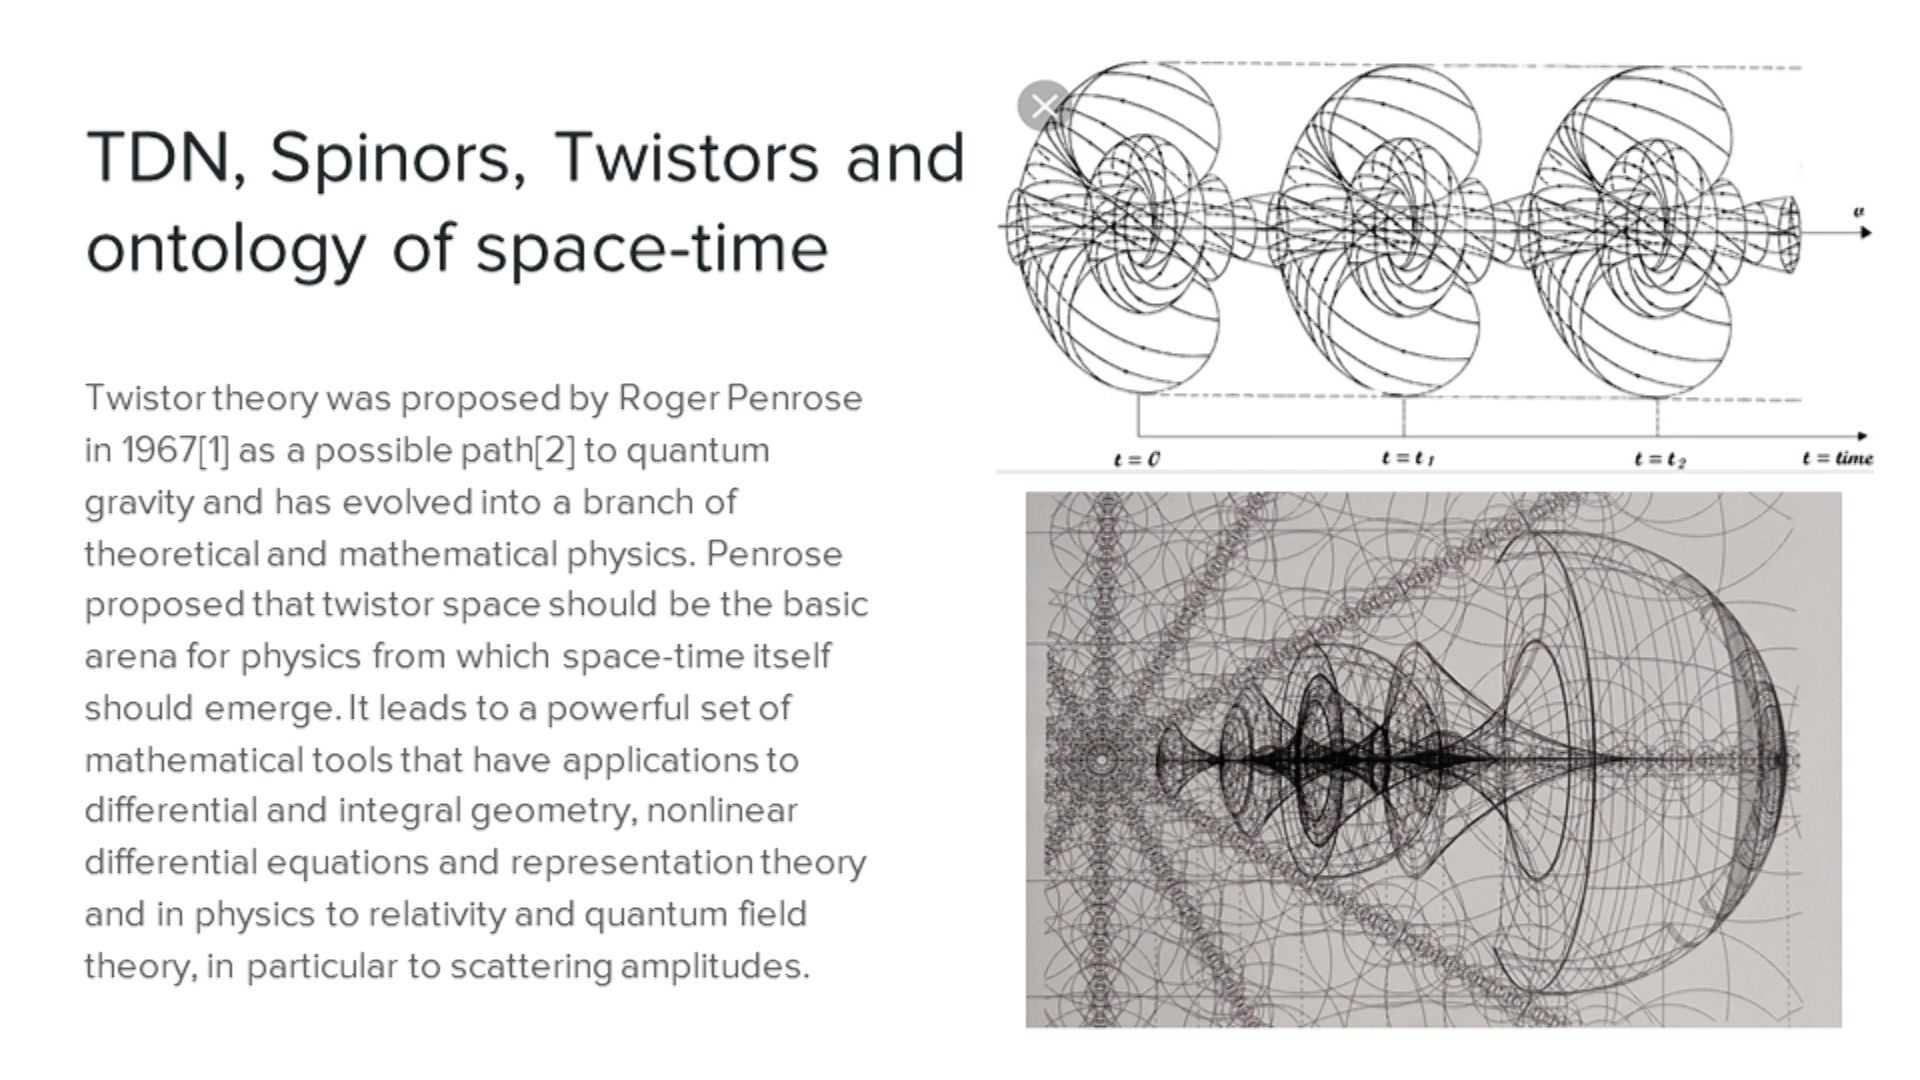 TDN, Spinors, Twistors and
ontology of space-time
Twistor theory was proposed by Roger Penrose
in 1967[1] as a possible path[2] to quantum
gravity and has evolved into a branch of
theoretical and mathematical physics. Penrose
proposed that twistor space should be the basic
arena for physics from which space-time itself
should emerge. It leads to a powerful set of
mathematical tools that have applications to
differential and integral geometry, nonlinear
differential equations and representation theory
and in physics to relativity and quantum field
theory, in particular to scattering amplitudes.
t = 0
t = t₁
t = t₂
t = time